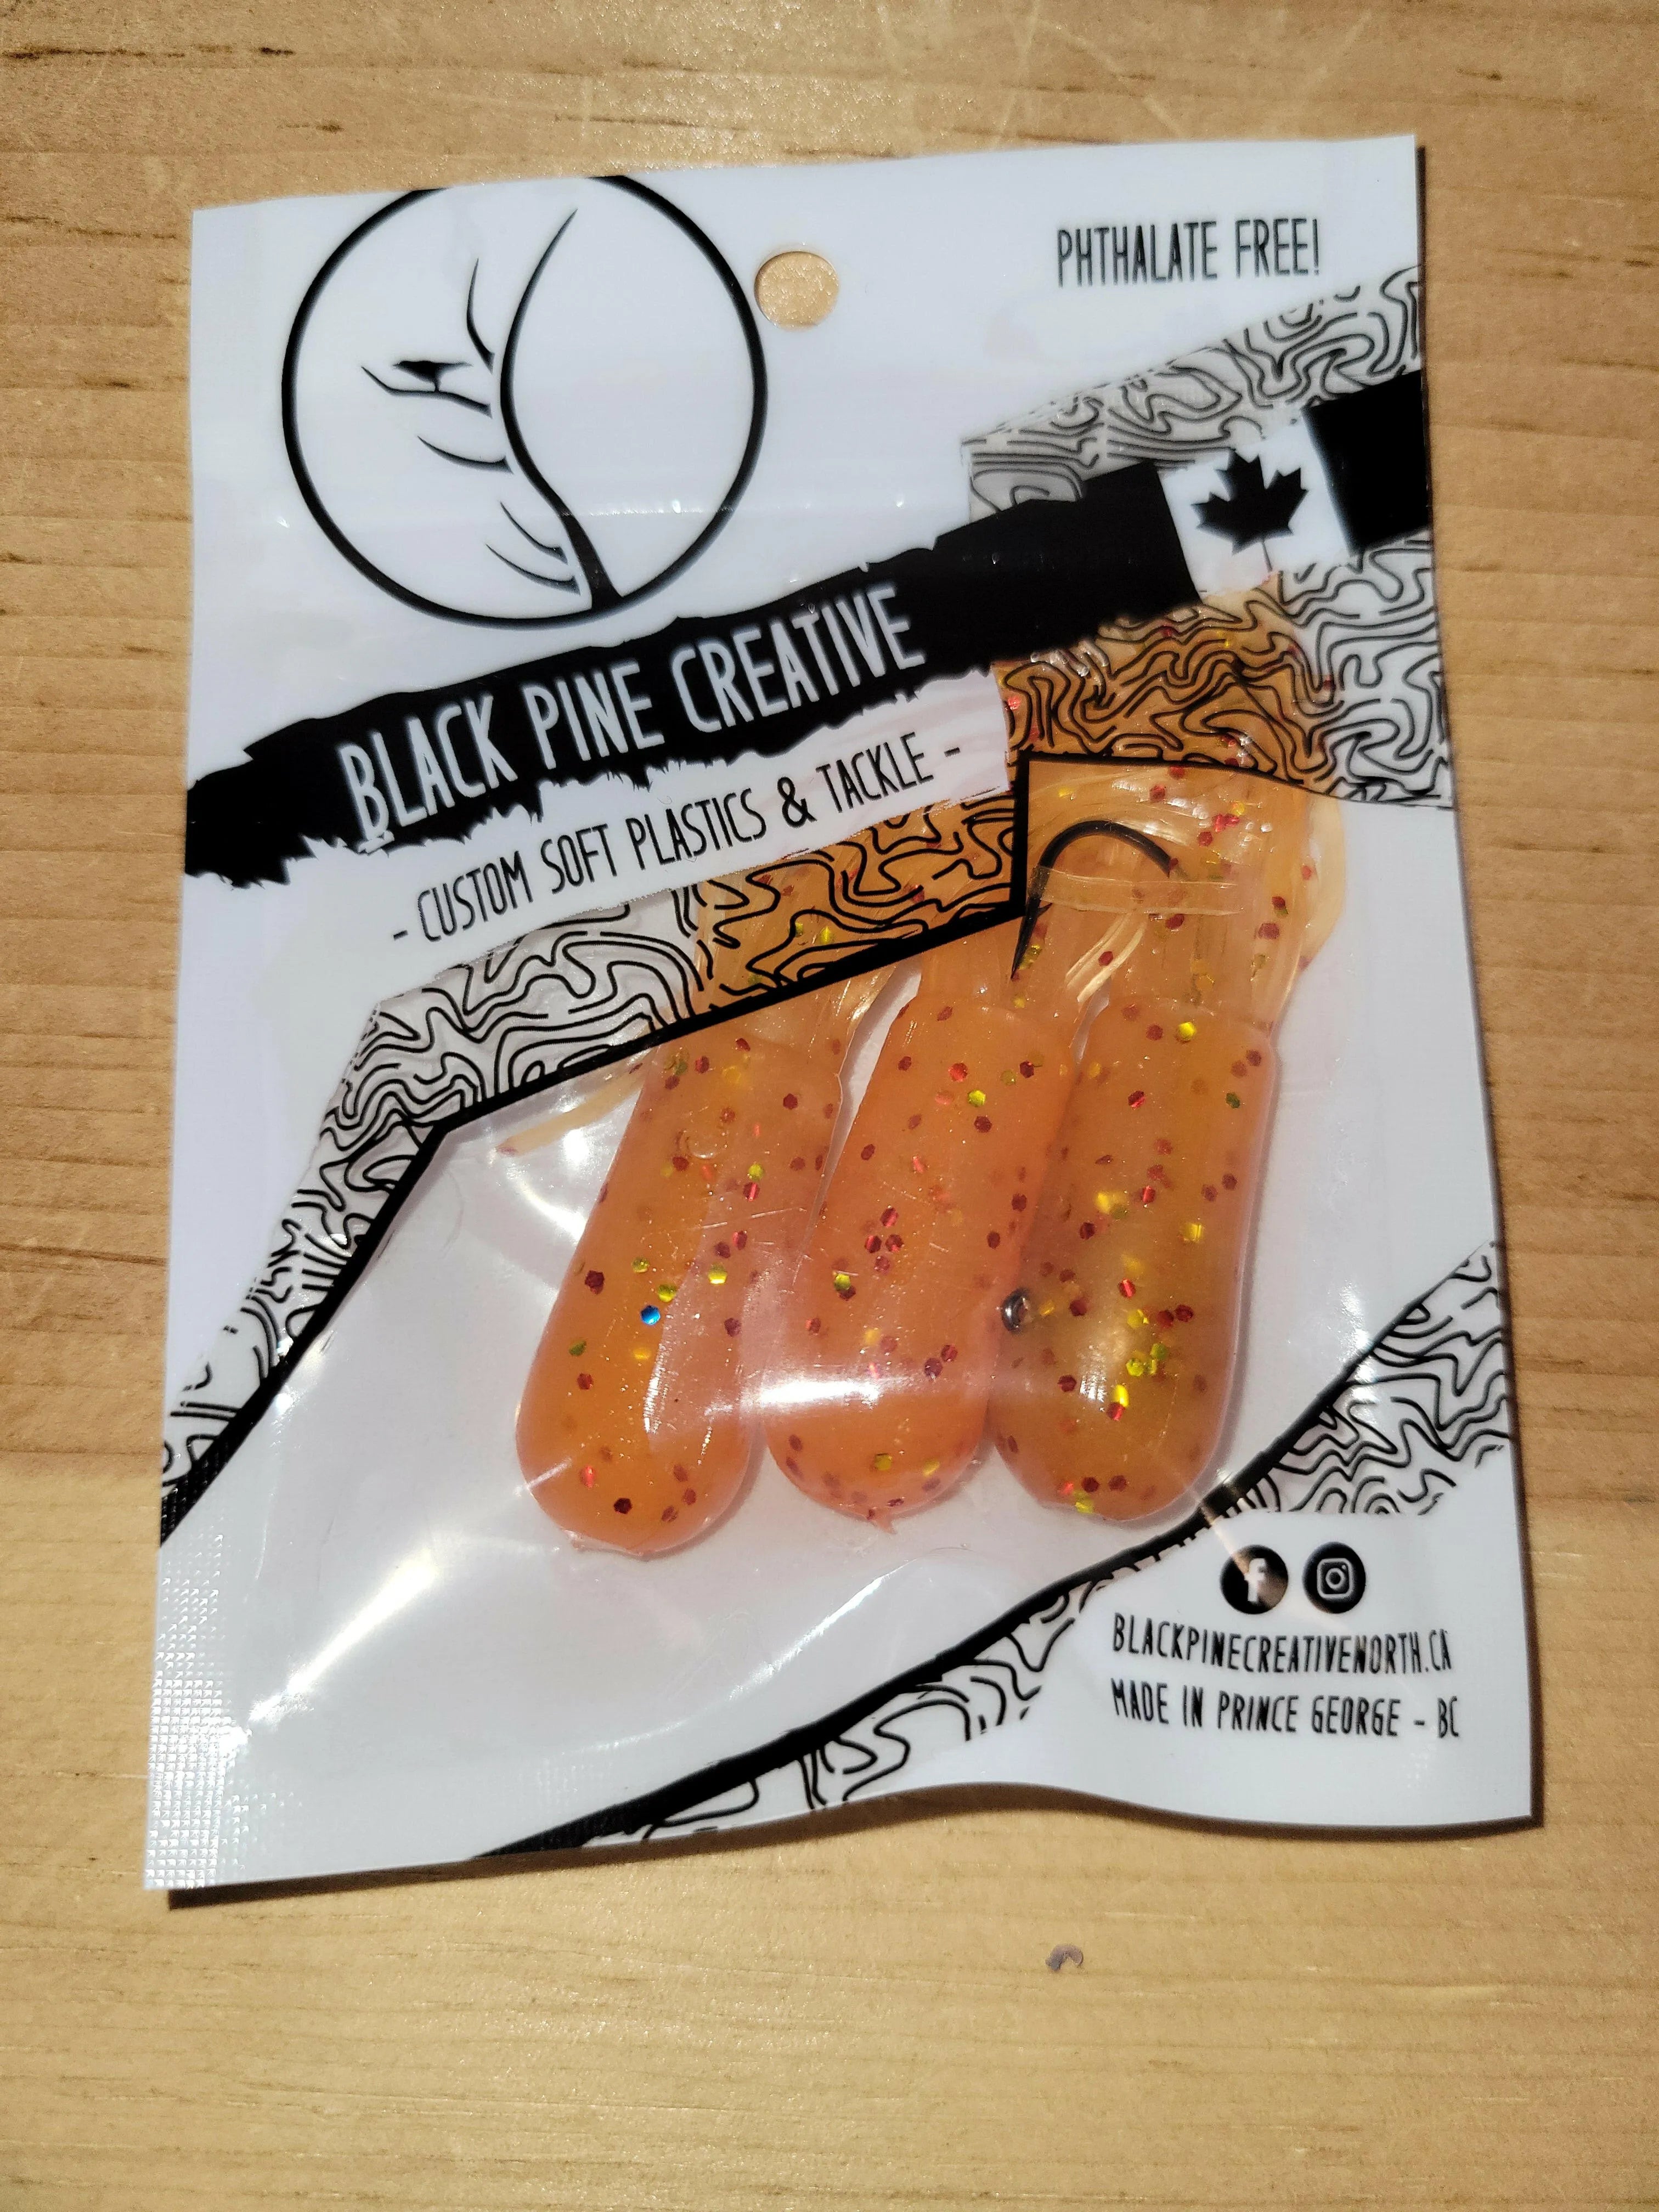 PHTHALATE FREE!
BLACK PINE CREATIVE
- CUSTOM SOFT PLASTICS & TACKLE -
BLACKPINECREATIVENORTH.CA
MADE IN PRINCE GEORGE - BC